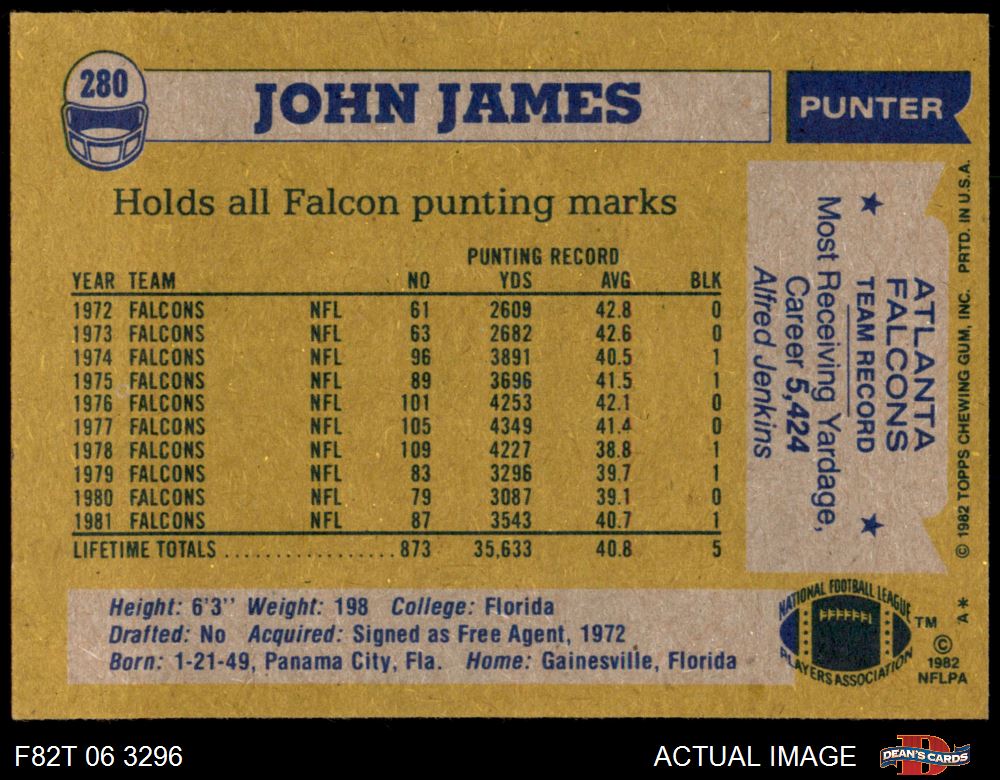 280
JOHN JAMES
PUNTER
Holds all Falcon punting marks
PUNTING RECORD
YEAR TEAM NO YDS AVG BLK
1972 FALCONS NFL 61 2609 42.8 0
1973 FALCONS NFL 63 2682 42.6 0
1974 FALCONS NFL 96 3891 40.5 1
1975 FALCONS NFL 89 3696 41.5 1
1976 FALCONS NFL 101 4253 42.1 0
1977 FALCONS NFL 105 4349 41.4 0
1978 FALCONS NFL 109 4227 38.8 1
1979 FALCONS NFL 83 3296 39.7 1
1980 FALCONS NFL 79 3087 39.1 0
1981 FALCONS NFL 87 3543 40.7 1
LIFETIME TOTALS ................. 873 35,633 40.8 5
Height: 6'3" Weight: 198 College: Florida
Drafted: No Acquired: Signed as Free Agent, 1972
Born: 1-21-49, Panama City, Fla. Home: Gainesville, Florida
ATLANTA
FALCONS
TEAM RECORD
Most Receiving Yardage,
Career 5,424
Alfred Jenkins
© 1982 TOPPS CHEWING GUM, INC. PRTD. IN U.S.A.
NATIONAL FOOTBALL LEAGUE
PLAYERS ASSOCIATION
TM
A*
©
1982
NFLPA
F82T 06 3296
ACTUAL IMAGE
DEAN'S CARDS